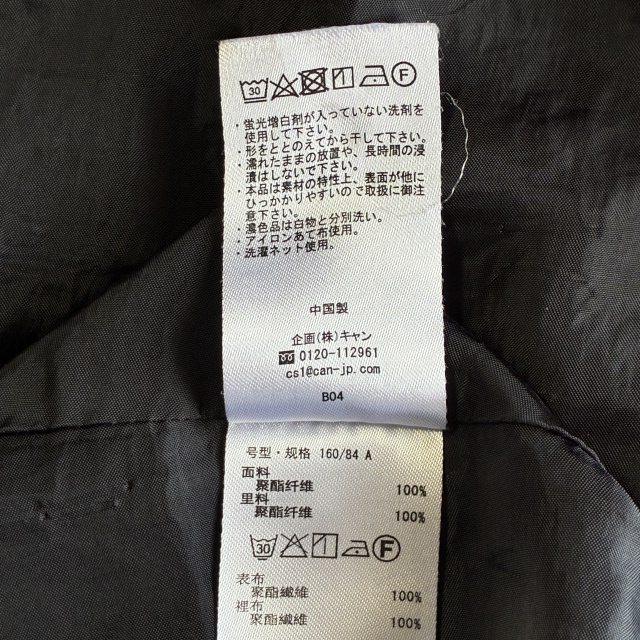 30 F
・蛍光増白剤が入っていない洗剤を
使用して下さい。
・形をととのえてから干して下さい。
・濡れたままの放置や、長時間の浸
漬はしないで下さい。
・本品は素材の特性上、表面が他に
ひっかかりやすいので取扱に御注
意下さい。
・濃色品は白物と分別洗い。
・アイロンあて布使用。
・洗濯ネット使用。
中国製
企画(株)キャン
0120-112961
cs1@can-jp.com
B04
号型・规格 160/84 A
面料
聚酯纤维 100%
里料
聚酯纤维 100%
30 F
表布
聚酯纖維 100%
裡布
聚酯纖維 100%